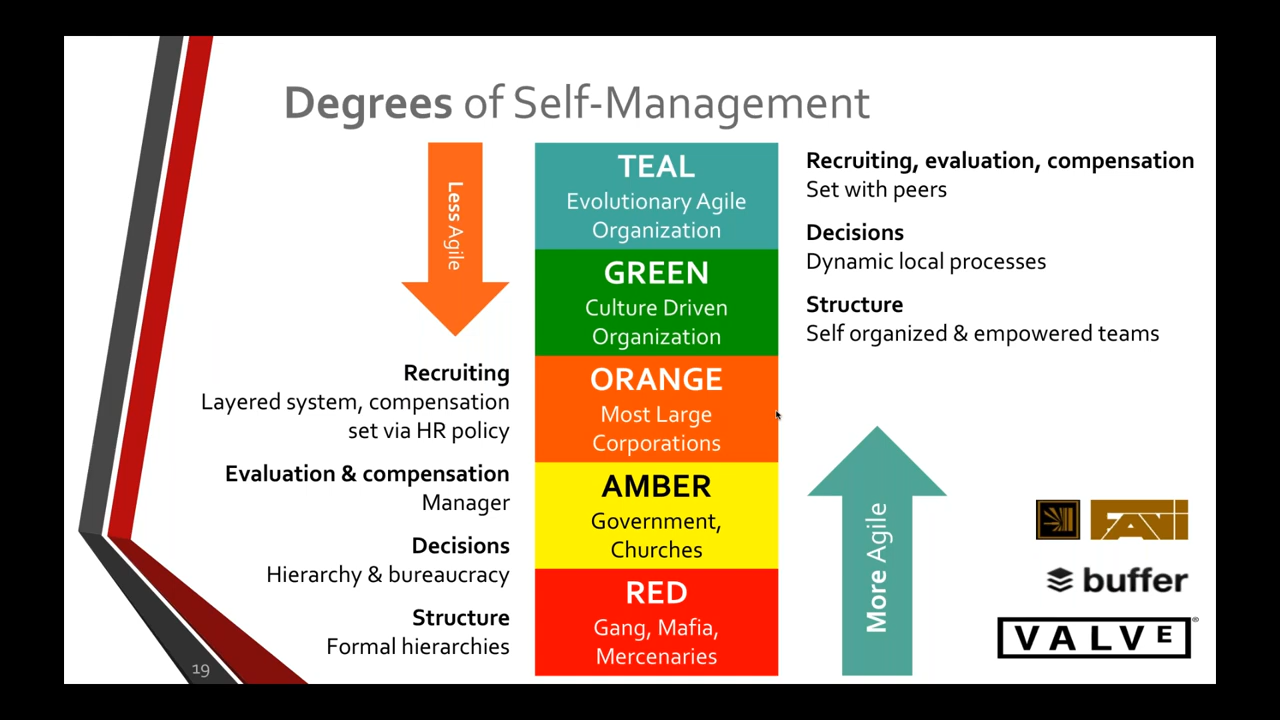 Degrees of Self-Management
Less Agile
Recruiting
Layered system, compensation
set via HR policy
Evaluation & compensation
Manager
Decisions
Hierarchy & bureaucracy
Structure
Formal hierarchies
19
TEAL
Evolutionary Agile
Organization
GREEN
Culture Driven
Organization
ORANGE
Most Large
Corporations
AMBER
Government,
Churches
RED
Gang, Mafia,
Mercenaries
Recruiting, evaluation, compensation
Set with peers
Decisions
Dynamic local processes
Structure
Self organized & empowered teams
More Agile
FAVI
buffer
VALVE®